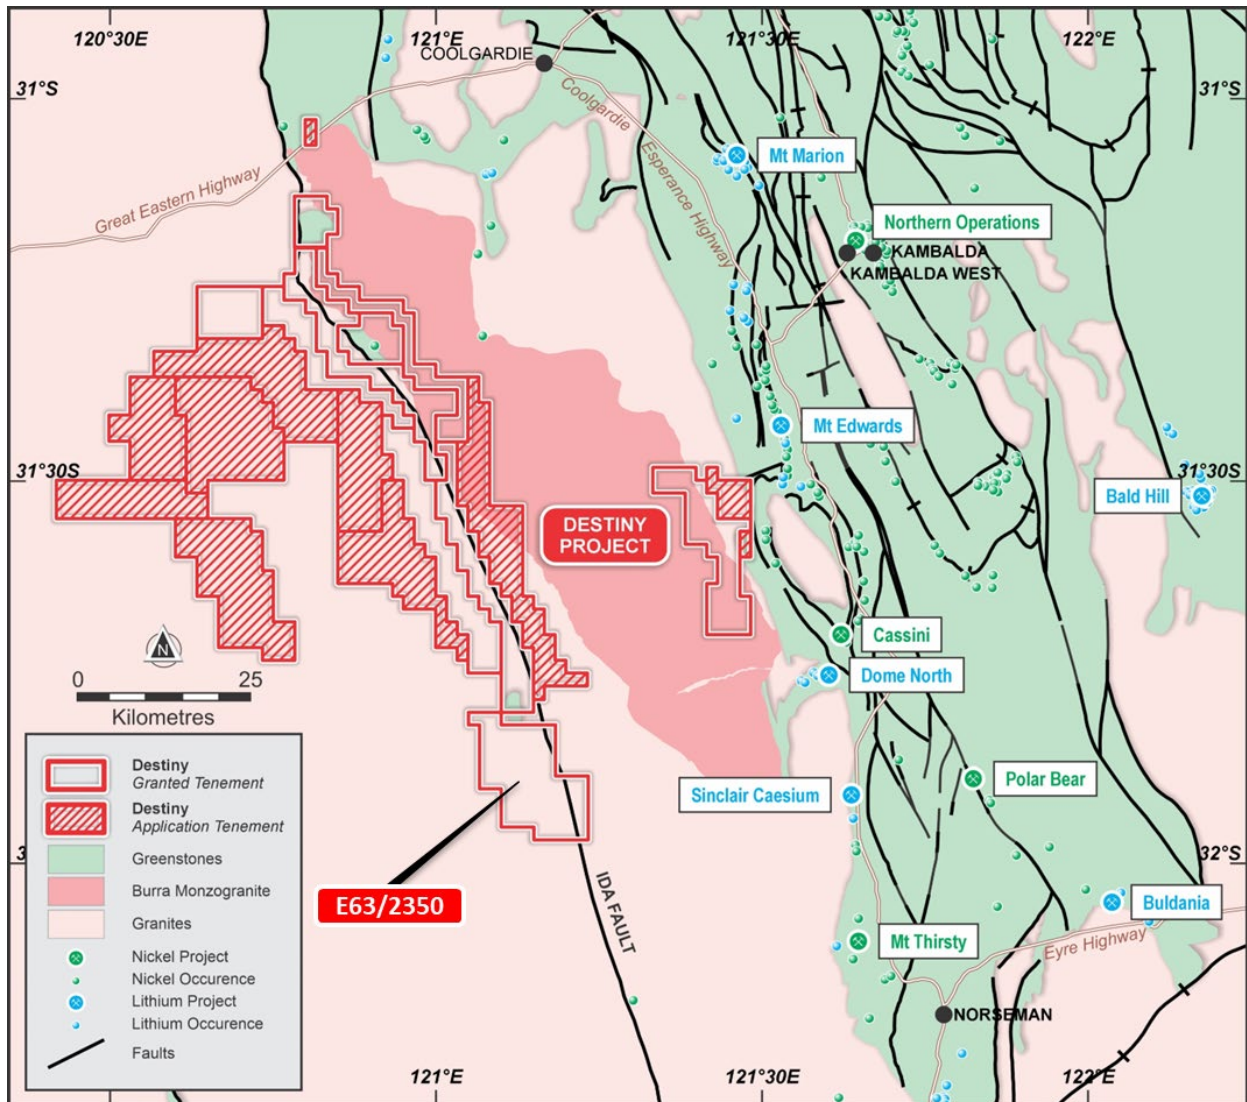 120°30E
121°E
121°30E
122°E
COOLGARDIE
31°S
31°S
Coolgardie
Esperance Highway
Mt Marion
Great Eastern Highway
Northern Operations
KAMBALDA
KAMBALDA WEST
Mt Edwards
31°30S
31°30S
Bald Hill
DESTINY
PROJECT
Cassini
Dome North
N
0
25
Kilometres
Polar Bear
Sinclair Caesium
Destiny
Granted Tenement
Destiny
Application Tenement
Greenstones
Burra Monzogranite
Granites
Nickel Project
Nickel Occurence
Lithium Project
Lithium Occurence
Faults
3
32°S
E63/2350
IDA FAULT
Buldania
Mt Thirsty
Eyre Highway
NORSEMAN
121°E
121°30E
122°E